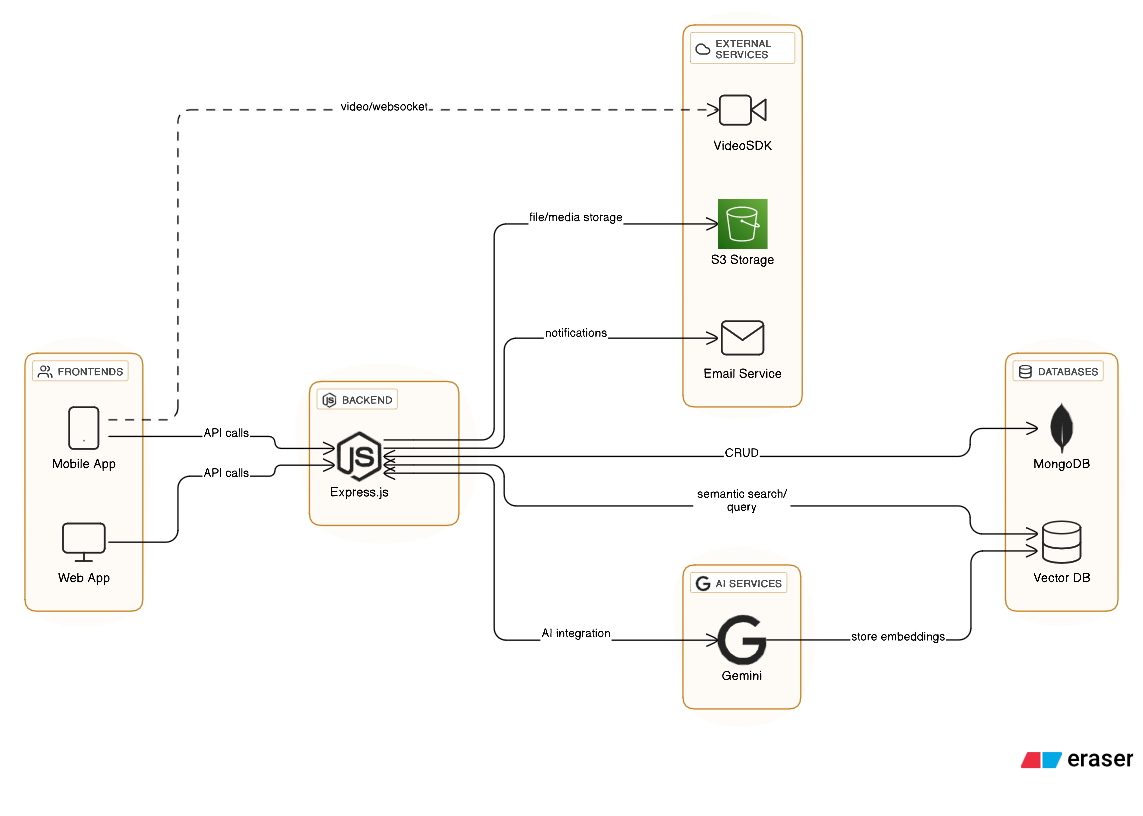 EXTERNAL
SERVICES
video/websocket
VideoSDK
file/media storage
S3 Storage
notifications
Email Service
FRONTENDS
Mobile App
Web App
API calls
API calls
JS BACKEND
JS
Express.js
CRUD
semantic search/
query
AI integration
G AI SERVICES
G
Gemini
store embeddings
DATABASES
MongoDB
Vector DB
eraser